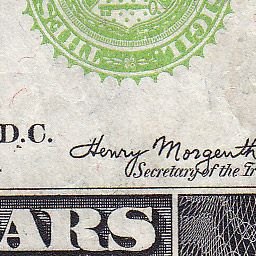 D.C.
Henry Morgenth
Secretary of the Tr
ARS